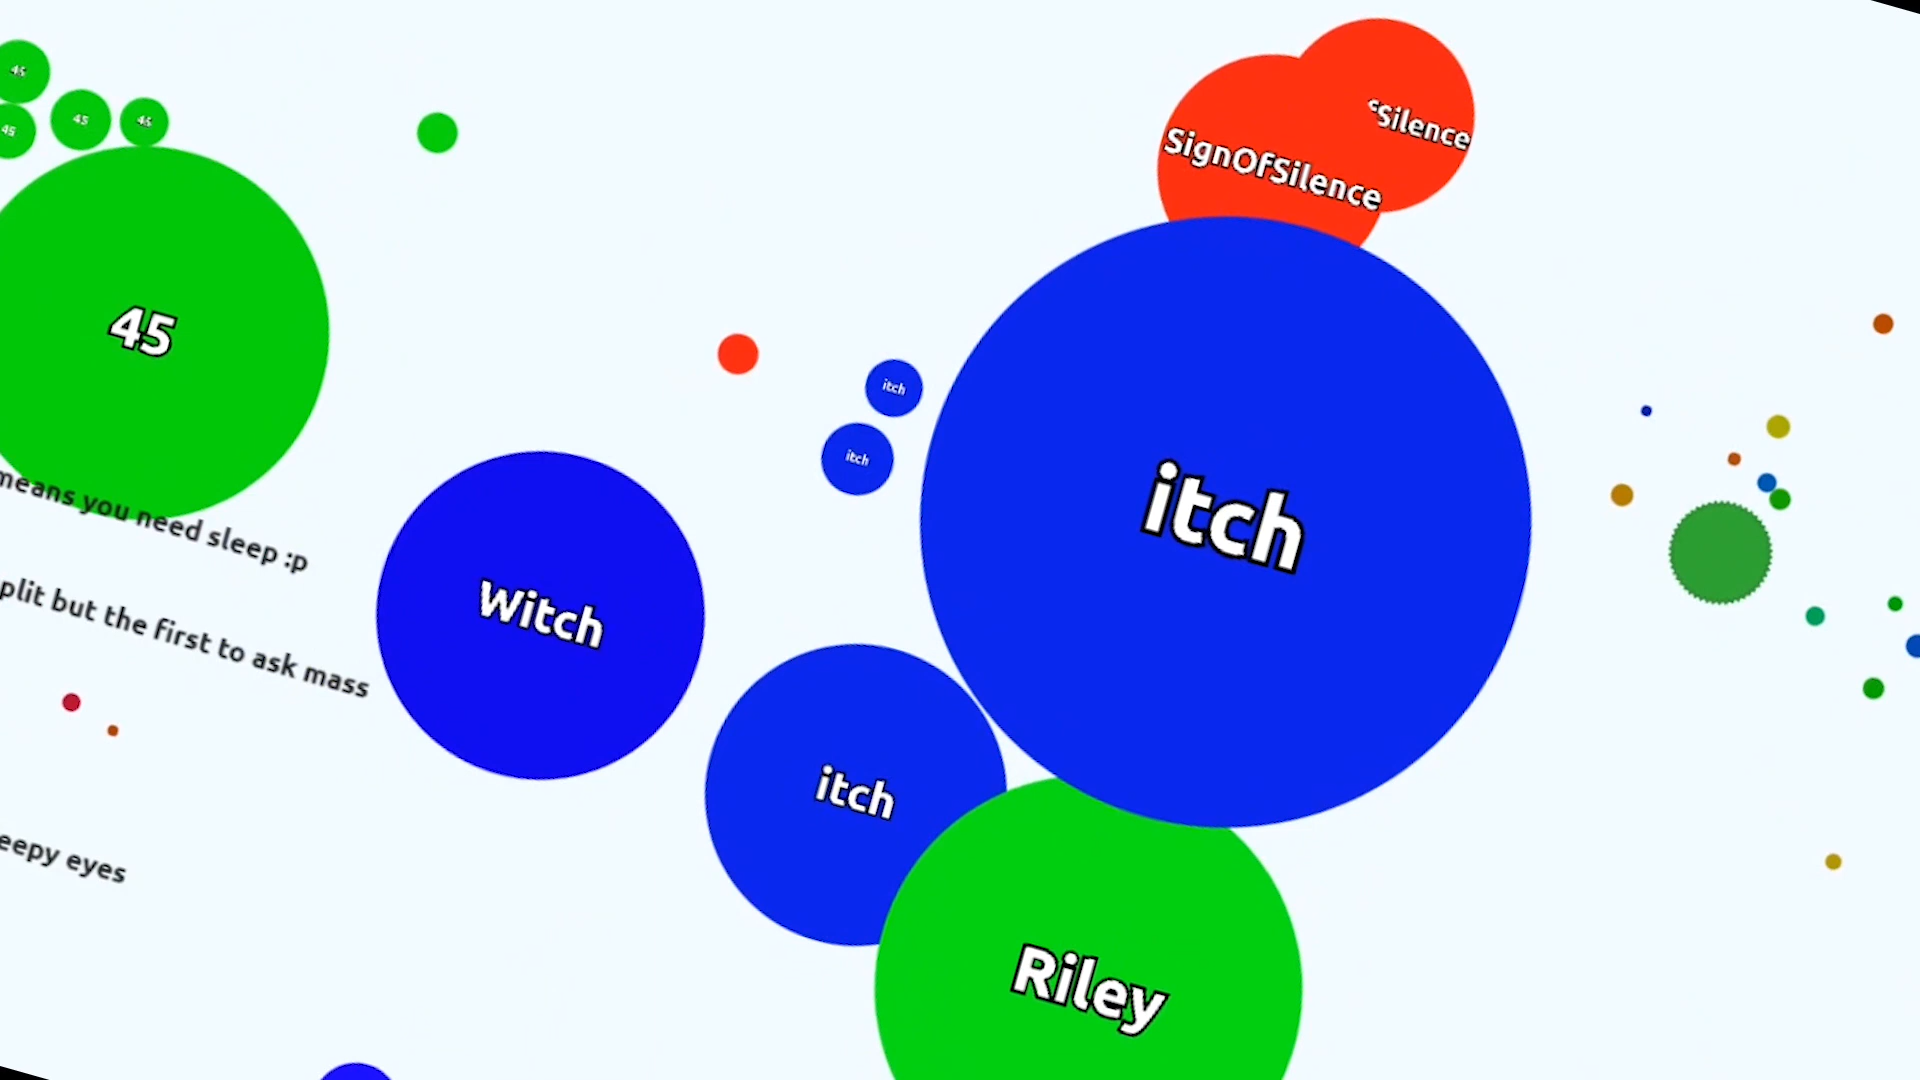 45
45
45
45
45
means you need sleep :p
plit but the first to ask mass
eepy eyes
Witch
itch
itch
itch
itch
Riley
SignOfSilence
Silence